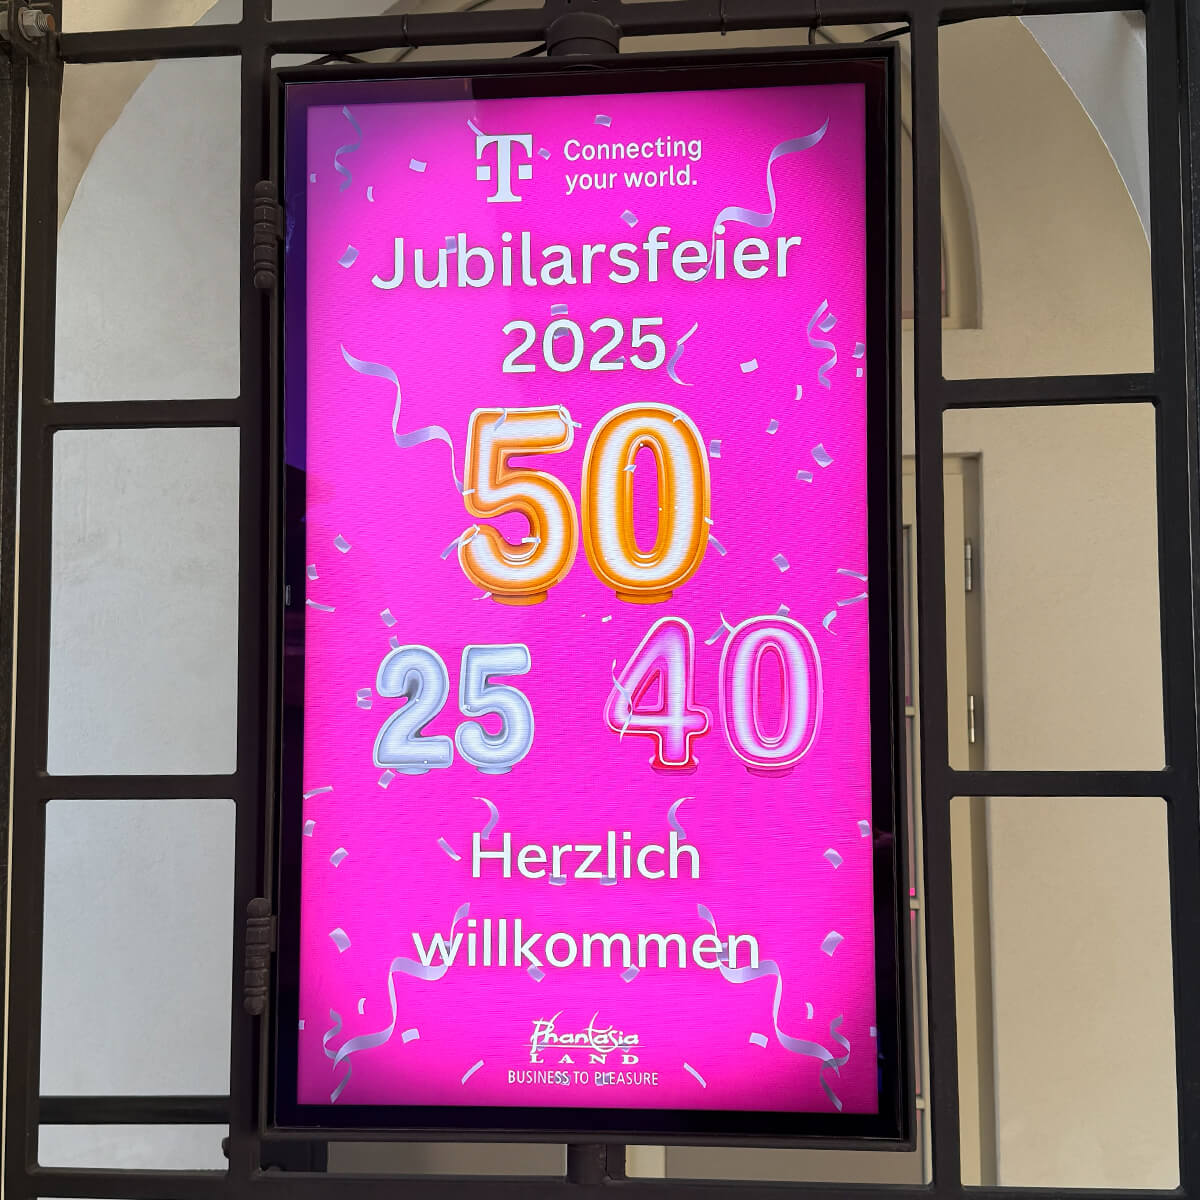 T Connecting
your world.
Jubilarsfeier
2025
50
25 40
Herzlich
willkommen
Phantasia
LAND
BUSINESS TO PLEASURE